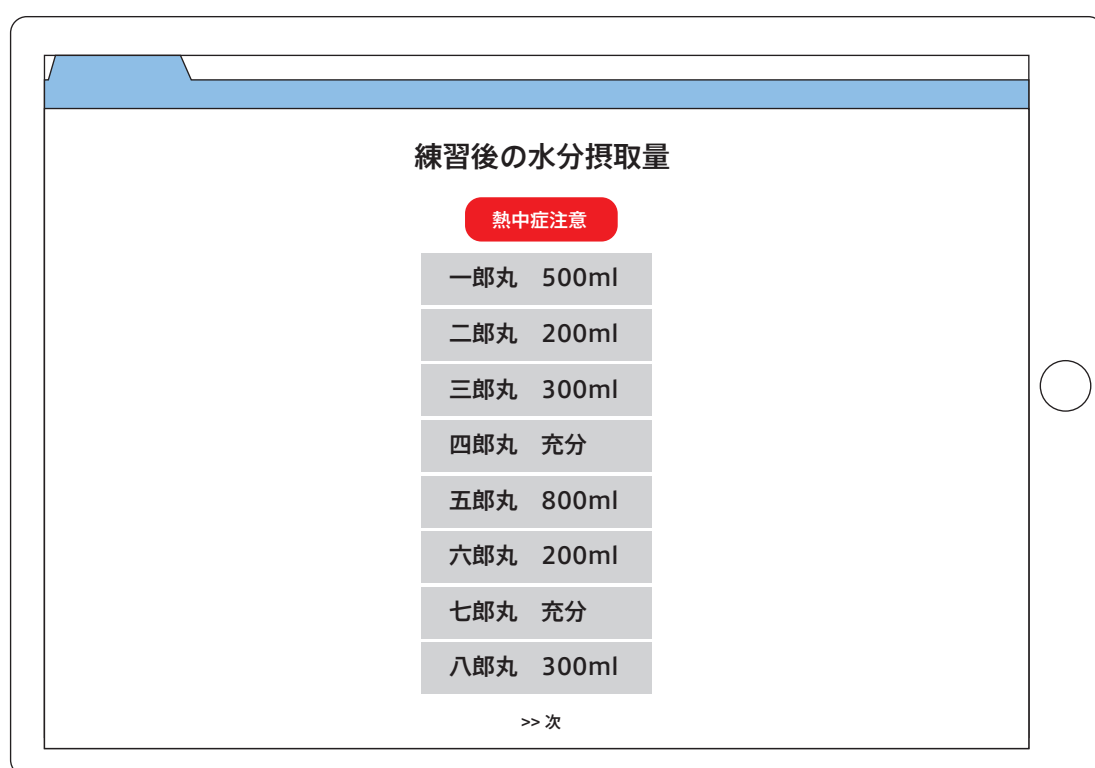 練習後の水分摂取量
熱中症注意
一郎丸　500ml
二郎丸　200ml
三郎丸　300ml
四郎丸　充分
五郎丸　800ml
六郎丸　200ml
七郎丸　充分
八郎丸　300ml
>> 次